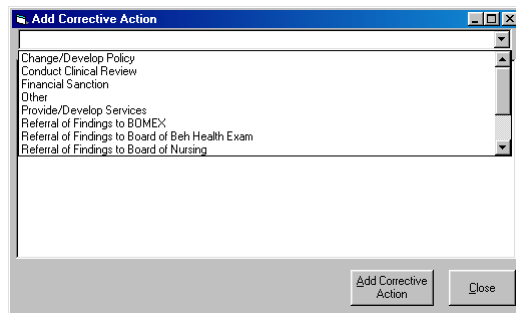 Add Corrective Action
Change/Develop Policy
Conduct Clinical Review
Financial Sanction
Other
Provide/Develop Services
Referral of Findings to BOMEX
Referral of Findings to Board of Beh Health Exam
Referral of Findings to Board of Nursing
Add Corrective
Action
Close